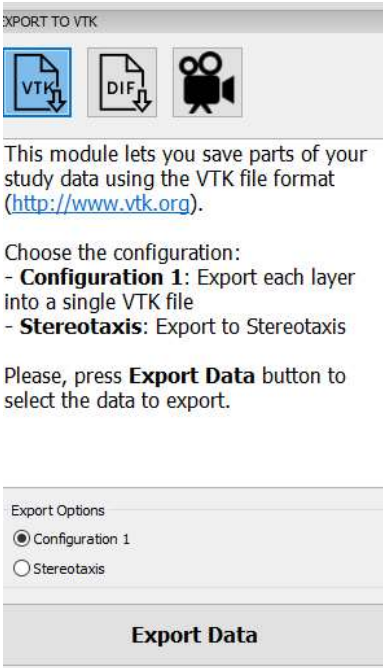 EXPORT TO VTK
VTK DIF
This module lets you save parts of your
study data using the VTK file format
(http://www.vtk.org).
Choose the configuration:
- Configuration 1: Export each layer
into a single VTK file
- Stereotaxis: Export to Stereotaxis
Please, press Export Data button to
select the data to export.
Export Options
Configuration 1
Stereotaxis
Export Data